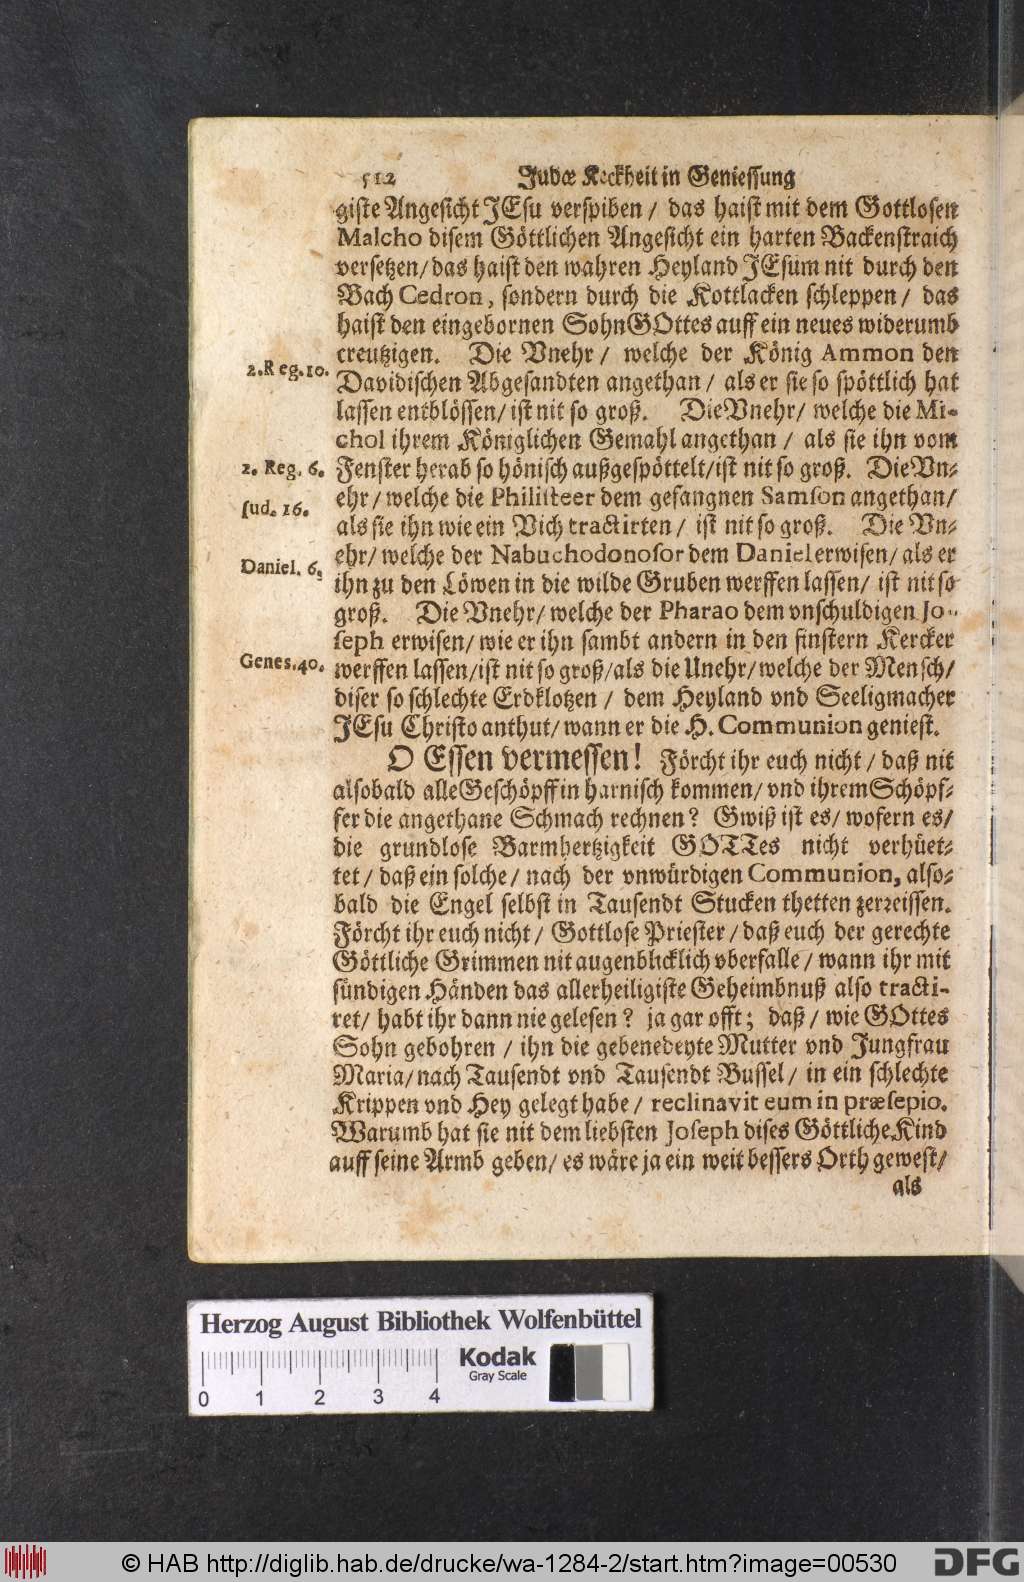 512 Judæ Keckheit in Geniessung
giste Angesicht JEsu verspiben / das haist mit dem Gottlosen
Malcho disem Göttlichen Angesicht ein harten Backenstraich
versetzen / das haist den wahren Heyland JEsum nit durch den
Bach Cedron, sondern durch die Kottlacken schleppen / das
haist den eingebornen Sohn GOttes auff ein neues widerumb
creutzigen. Die Vnehr / welche der König Ammon den
2. Reg. 10.
Davidischen Abgesandten angethan / als er sie so spöttlich hat
lassen entblössen / ist nit so groß. Die Vnehr / welche die Mi-
chol ihrem Königlichen Gemahl angethan / als sie ihn vom
2. Reg. 6.
Fenster herab so hönisch außgespöttelt / ist nit so groß. Die Vn-
ehr / welche die Philisteer dem gefangnen Samson angethan /
Jud. 16.
als sie ihn wie ein Vich tractirten / ist nit so groß. Die Vn-
ehr / welche der Nabuchodonosor dem Daniel erwisen / als er
Daniel. 6.
ihn zu den Löwen in die wilde Gruben werffen lassen / ist nit so
groß. Die Vnehr / welche der Pharao dem vnschuldigen Jo-
seph erwisen / wie er ihn sambt andern in den finstern Kercker
Genes. 40.
werffen lassen / ist nit so groß / als die Unehr / welche der Mensch /
diser so schlechte Erdklotzen / dem Heyland vnd Seeligmacher
JEsu Christo anthut / wann er die H. Communion geniest.
O Essen vermessen! Förcht ihr euch nicht / daß nit
alsobald alle Geschöpff in harnisch kommen / vnd ihrem Schöpf-
fer die angethane Schmach rechnen? Gwiß ist es / wofern es /
die grundlose Barmhertzigkeit GOTTes nicht verhüet-
tet / daß ein solche / nach der vnwürdigen Communion, also-
bald die Engel selbst in Tausendt Stucken thetten zerreissen.
Förcht ihr euch nicht / Gottlose Priester / daß euch der gerechte
Göttliche Grimmen nit augenblicklich vberfalle / wann ihr mit
sündigen Händen das allerheiligiste Geheimbnuß also tracti-
ret / habt ihr dann nie gelesen? ja gar offt; daß / wie GOttes
Sohn gebohren / ihn die gebenedeyte Mutter vnd Jungfrau
Maria / nach Tausendt vnd Tausendt Bussel / in ein schlechte
Krippen vnd Hey gelegt habe / reclinavit eum in præsepio.
Warumb hat sie nit dem liebsten Joseph dises Göttliche Kind
auff seine Armb geben / es wäre ja ein weit bessers Orth gewest /
als
Herzog August Bibliothek Wolfenbüttel
Kodak
Gray Scale
0 1 2 3 4
© HAB http://diglib.hab.de/drucke/wa-1284-2/start.htm?image=00530
DFG